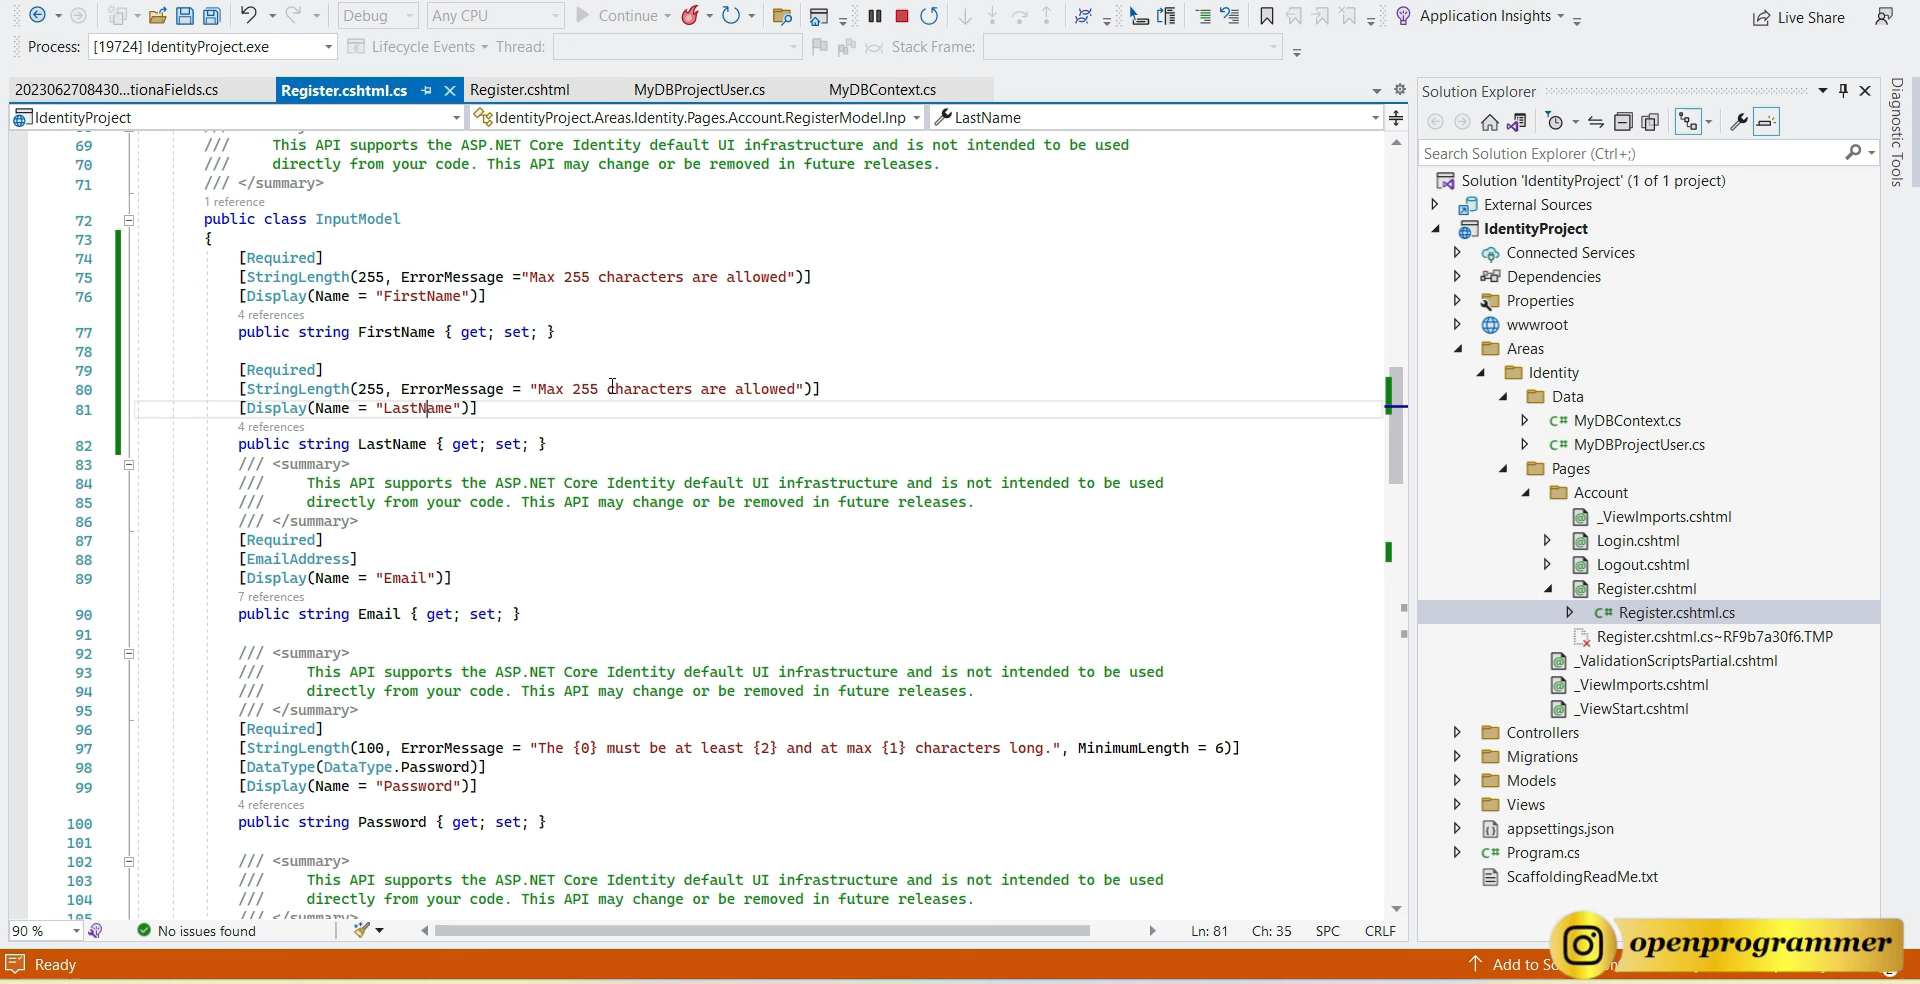 Debug
Any CPU
Continue
Application Insights
Live Share
Process:
[19724] IdentityProject.exe
Lifecycle Events
Thread:
Stack Frame:
2023062708430...tionaFields.cs
Register.cshtml.cs
Register.cshtml
MyDBProjectUser.cs
MyDBContext.cs
IdentityProject
IdentityProject.Areas.Identity.Pages.Account.RegisterModel.Inp
LastName
69 /// This API supports the ASP.NET Core Identity default UI infrastructure and is not intended to be used
70 /// directly from your code. This API may change or be removed in future releases.
71 /// </summary>
1 reference
72 public class InputModel
73 {
74 [Required]
75 [StringLength(255, ErrorMessage ="Max 255 characters are allowed")]
76 [Display(Name = "FirstName")]
4 references
77 public string FirstName { get; set; }
78
79 [Required]
80 [StringLength(255, ErrorMessage = "Max 255 characters are allowed")]
81 [Display(Name = "LastName")]
4 references
82 public string LastName { get; set; }
83 /// <summary>
84 /// This API supports the ASP.NET Core Identity default UI infrastructure and is not intended to be used
85 /// directly from your code. This API may change or be removed in future releases.
86 /// </summary>
87 [Required]
88 [EmailAddress]
89 [Display(Name = "Email")]
7 references
90 public string Email { get; set; }
91
92 /// <summary>
93 /// This API supports the ASP.NET Core Identity default UI infrastructure and is not intended to be used
94 /// directly from your code. This API may change or be removed in future releases.
95 /// </summary>
96 [Required]
97 [StringLength(100, ErrorMessage = "The {0} must be at least {2} and at max {1} characters long.", MinimumLength = 6)]
98 [DataType(DataType.Password)]
99 [Display(Name = "Password")]
4 references
100 public string Password { get; set; }
101
102 /// <summary>
103 /// This API supports the ASP.NET Core Identity default UI infrastructure and is not intended to be used
104 /// directly from your code. This API may change or be removed in future releases.
105 /// </summary>
90 %
No issues found
Ln: 81
Ch: 35
SPC
CRLF
Ready
Solution Explorer
Search Solution Explorer (Ctrl+;)
Solution 'IdentityProject' (1 of 1 project)
External Sources
IdentityProject
Connected Services
Dependencies
Properties
wwwroot
Areas
Identity
Data
C# MyDBContext.cs
C# MyDBProjectUser.cs
Pages
Account
_ViewImports.cshtml
Login.cshtml
Logout.cshtml
Register.cshtml
C# Register.cshtml.cs
Register.cshtml.cs~RF9b7a30f6.TMP
_ValidationScriptsPartial.cshtml
_ViewImports.cshtml
_ViewStart.cshtml
Controllers
Migrations
Models
Views
appsettings.json
C# Program.cs
ScaffoldingReadMe.txt
Diagnostic Tools
Add to
openprogrammer